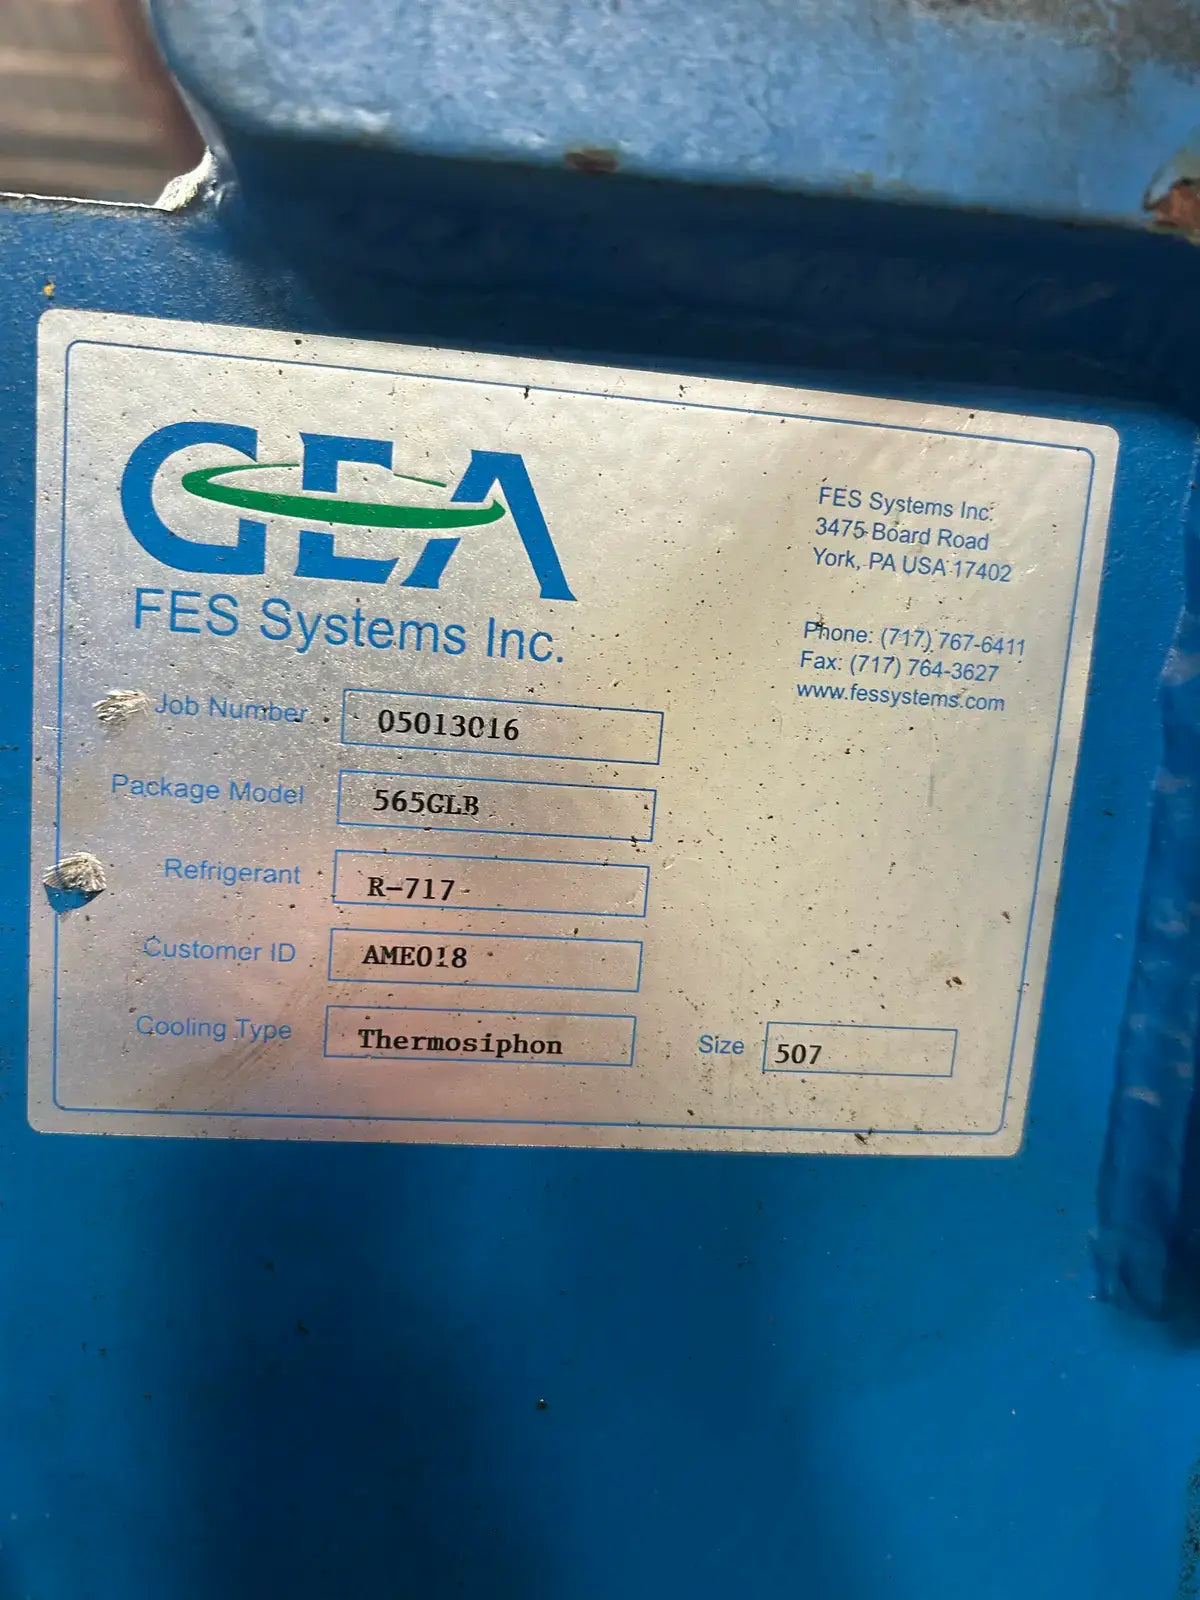 GEA
FES Systems Inc.
FES Systems Inc.
3475 Board Road
York, PA USA 17402
Phone: (717) 767-6411
Fax: (717) 764-3627
www.fessystems.com
Job Number 05013016
Package Model 565GLB
Refrigerant R-717
Customer ID AME018
Cooling Type Thermosiphon Size 507